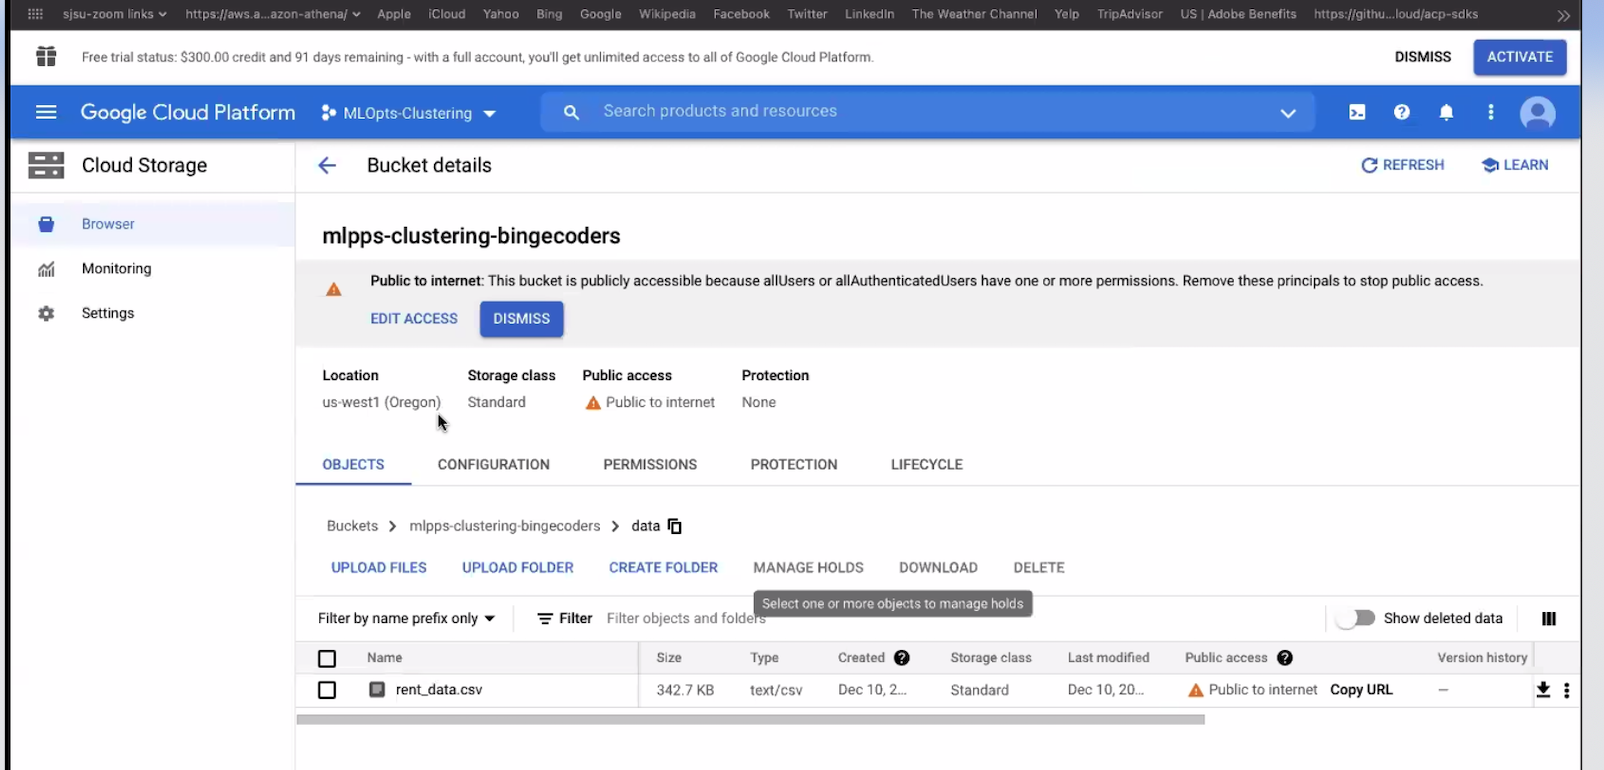 sjsu-zoom links https://aws.a...azon-athena/ Apple iCloud Yahoo Bing Google Wikipedia Facebook Twitter LinkedIn The Weather Channel Yelp TripAdvisor US | Adobe Benefits https://githu...loud/acp-sdks
Free trial status: $300.00 credit and 91 days remaining - with a full account, you'll get unlimited access to all of Google Cloud Platform. DISMISS ACTIVATE
Google Cloud Platform MLOpts-Clustering Search products and resources
Cloud Storage Bucket details REFRESH LEARN
Browser
Monitoring
Settings
mlpps-clustering-bingecoders
Public to internet: This bucket is publicly accessible because allUsers or allAuthenticatedUsers have one or more permissions. Remove these principals to stop public access.
EDIT ACCESS DISMISS
Location Storage class Public access Protection
us-west1 (Oregon) Standard Public to internet None
OBJECTS CONFIGURATION PERMISSIONS PROTECTION LIFECYCLE
Buckets > mlpps-clustering-bingecoders > data
UPLOAD FILES UPLOAD FOLDER CREATE FOLDER MANAGE HOLDS DOWNLOAD DELETE
Select one or more objects to manage holds
Filter by name prefix only Filter Filter objects and folders Show deleted data
Name Size Type Created Storage class Last modified Public access Version history
rent_data.csv 342.7 KB text/csv Dec 10, 2... Standard Dec 10, 20... Public to internet Copy URL —